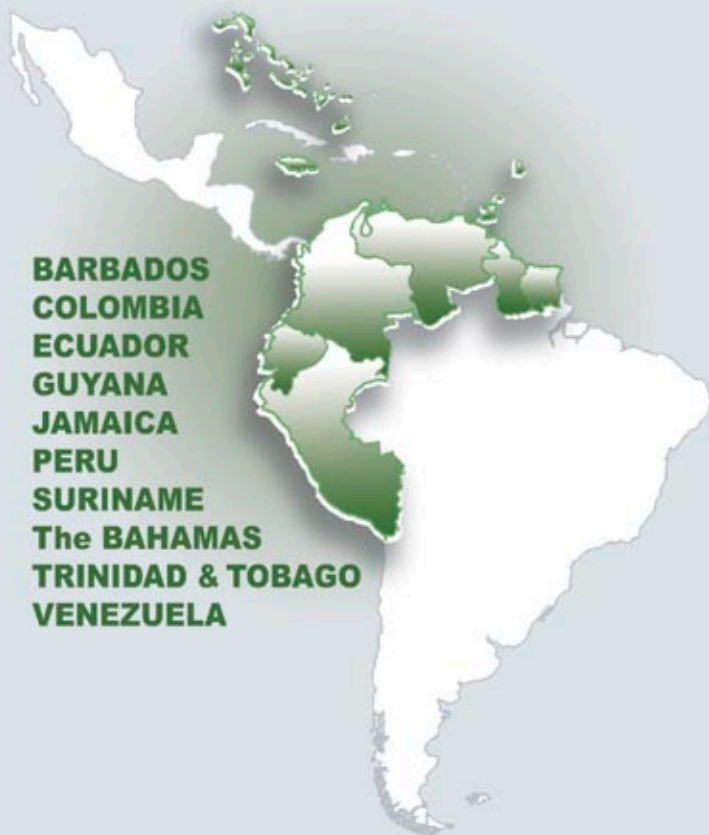 BARBADOS
COLOMBIA
ECUADOR
GUYANA
JAMAICA
PERU
SURINAME
The BAHAMAS
TRINIDAD & TOBAGO
VENEZUELA